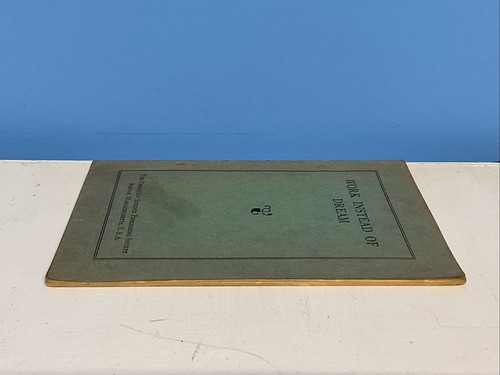 WORK INSTEAD OF
DREAM
The Christian Science Publishing Society
Boston, Massachusetts, U.S.A.